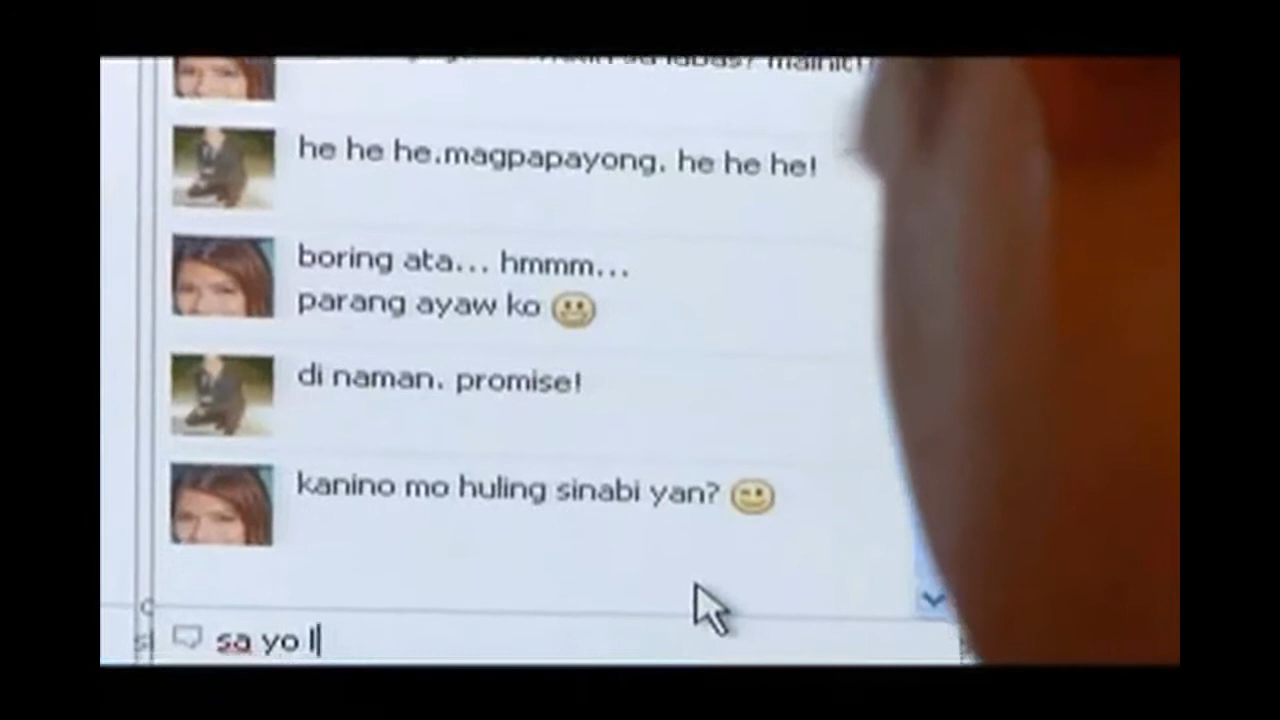 he he he.magpapayong. he he he!
boring ata... hmmm...
parang ayaw ko
di naman. promise!
kanino mo huling sinabi yan?
sa yo l